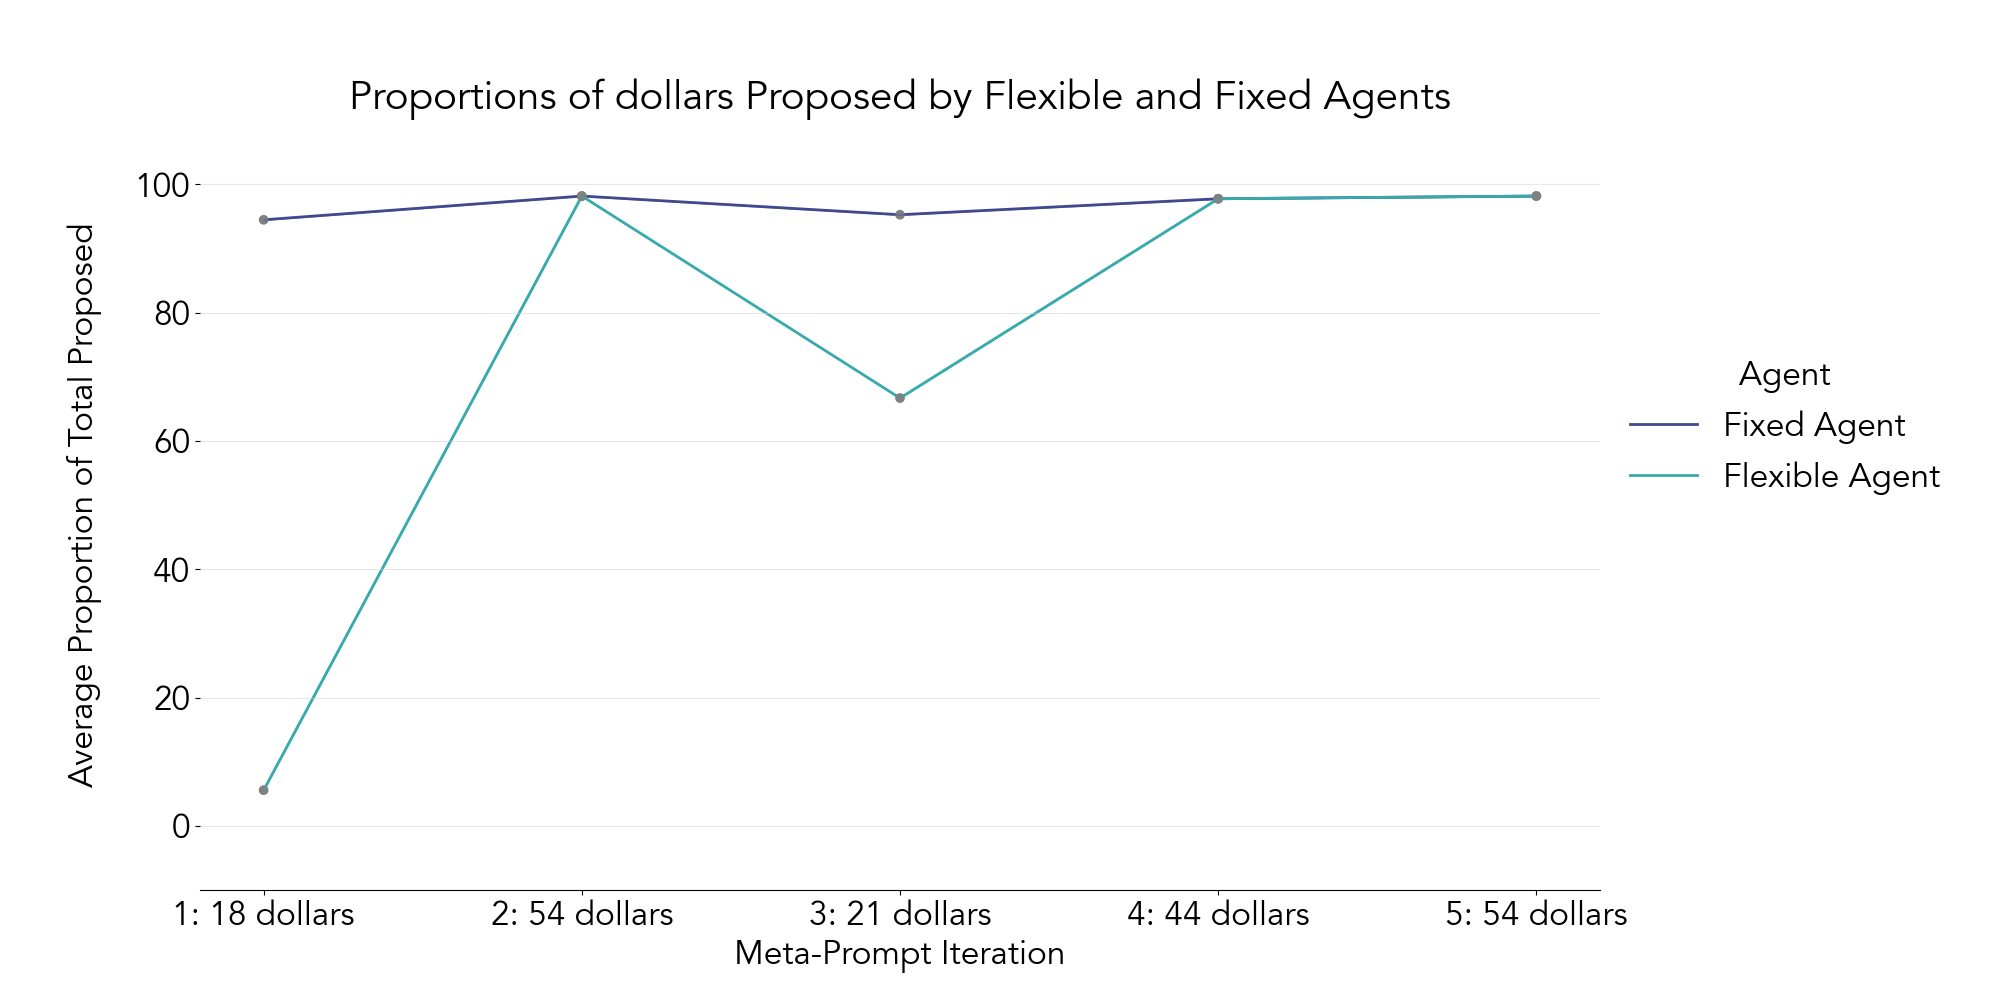 Proportions of dollars Proposed by Flexible and Fixed Agents
Average Proportion of Total Proposed
100
80
60
40
20
0
1: 18 dollars
2: 54 dollars
3: 21 dollars
4: 44 dollars
5: 54 dollars
Meta-Prompt Iteration
Agent
Fixed Agent
Flexible Agent